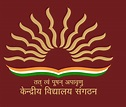 तत् त्वं पूषन् अपावृणु
केन्द्रीय विद्यालय संगठन